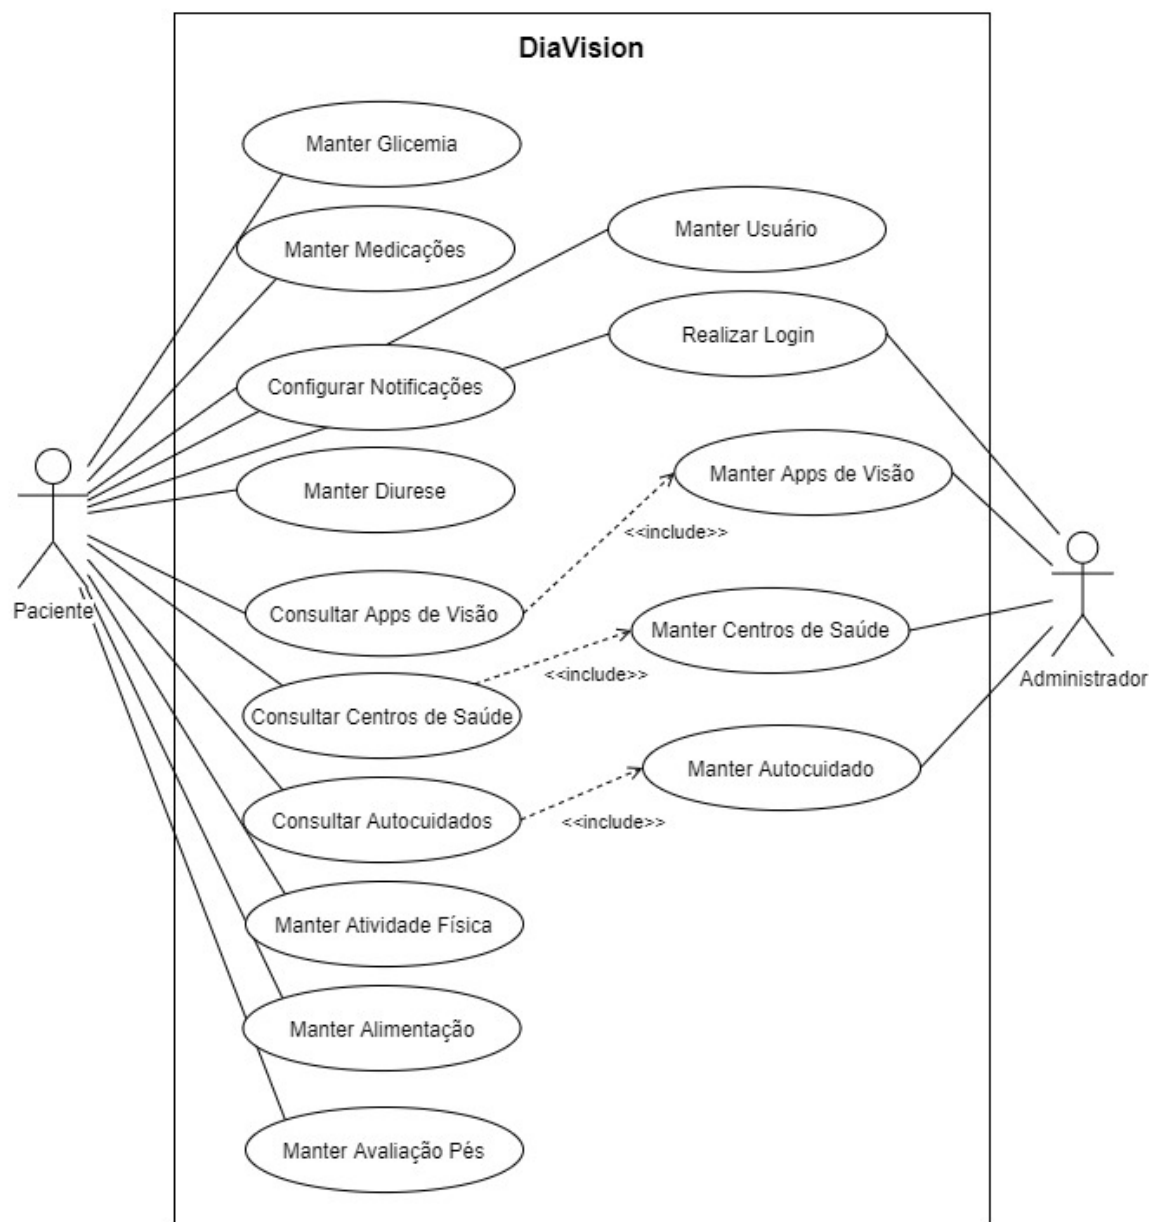 DiaVision
Manter Glicemia
Manter Medicações
Manter Usuário
Realizar Login
Configurar Notificações
Manter Diurese
Manter Apps de Visão
<<include>>
Paciente
Consultar Apps de Visão
Manter Centros de Saúde
<<include>>
Administrador
Consultar Centros de Saúde
Manter Autocuidado
Consultar Autocuidados
<<include>>
Manter Atividade Física
Manter Alimentação
Manter Avaliação Pés